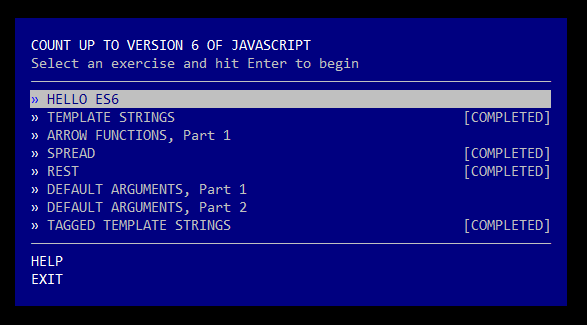 COUNT UP TO VERSION 6 OF JAVASCRIPT
Select an exercise and hit Enter to begin
» HELLO ES6
» TEMPLATE STRINGS [COMPLETED]
» ARROW FUNCTIONS, Part 1
» SPREAD [COMPLETED]
» REST [COMPLETED]
» DEFAULT ARGUMENTS, Part 1
» DEFAULT ARGUMENTS, Part 2
» TAGGED TEMPLATE STRINGS [COMPLETED]
HELP
EXIT